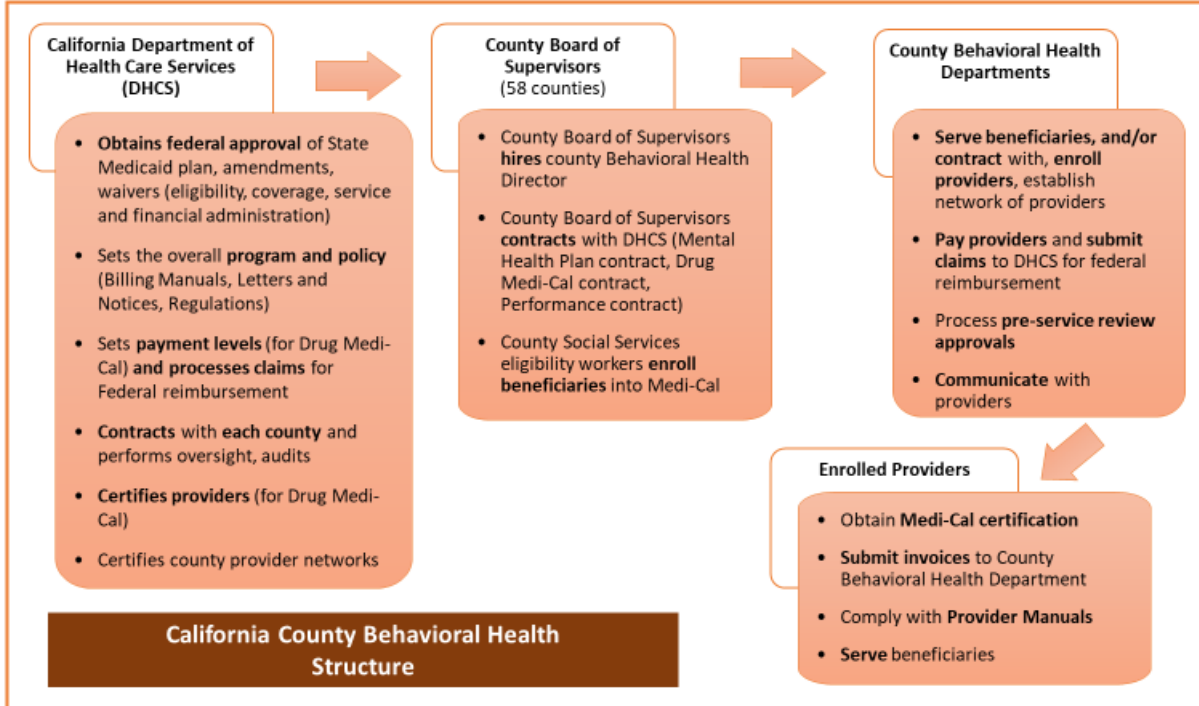 California Department of
Health Care Services
(DHCS)
• Obtains federal approval of State
Medicaid plan, amendments,
waivers (eligibility, coverage, service
and financial administration)
• Sets the overall program and policy
(Billing Manuals, Letters and
Notices, Regulations)
• Sets payment levels (for Drug Medi-
Cal) and processes claims for
Federal reimbursement
• Contracts with each county and
performs oversight, audits
• Certifies providers (for Drug Medi-
Cal)
• Certifies county provider networks
County Board of
Supervisors
(58 counties)
• County Board of Supervisors
hires county Behavioral Health
Director
• County Board of Supervisors
contracts with DHCS (Mental
Health Plan contract, Drug
Medi-Cal contract,
Performance contract)
• County Social Services
eligibility workers enroll
beneficiaries into Medi-Cal
County Behavioral Health
Departments
• Serve beneficiaries, and/or
contract with, enroll
providers, establish
network of providers
• Pay providers and submit
claims to DHCS for federal
reimbursement
• Process pre-service review
approvals
• Communicate with
providers
Enrolled Providers
• Obtain Medi-Cal certification
• Submit invoices to County
Behavioral Health Department
• Comply with Provider Manuals
• Serve beneficiaries
California County Behavioral Health
Structure